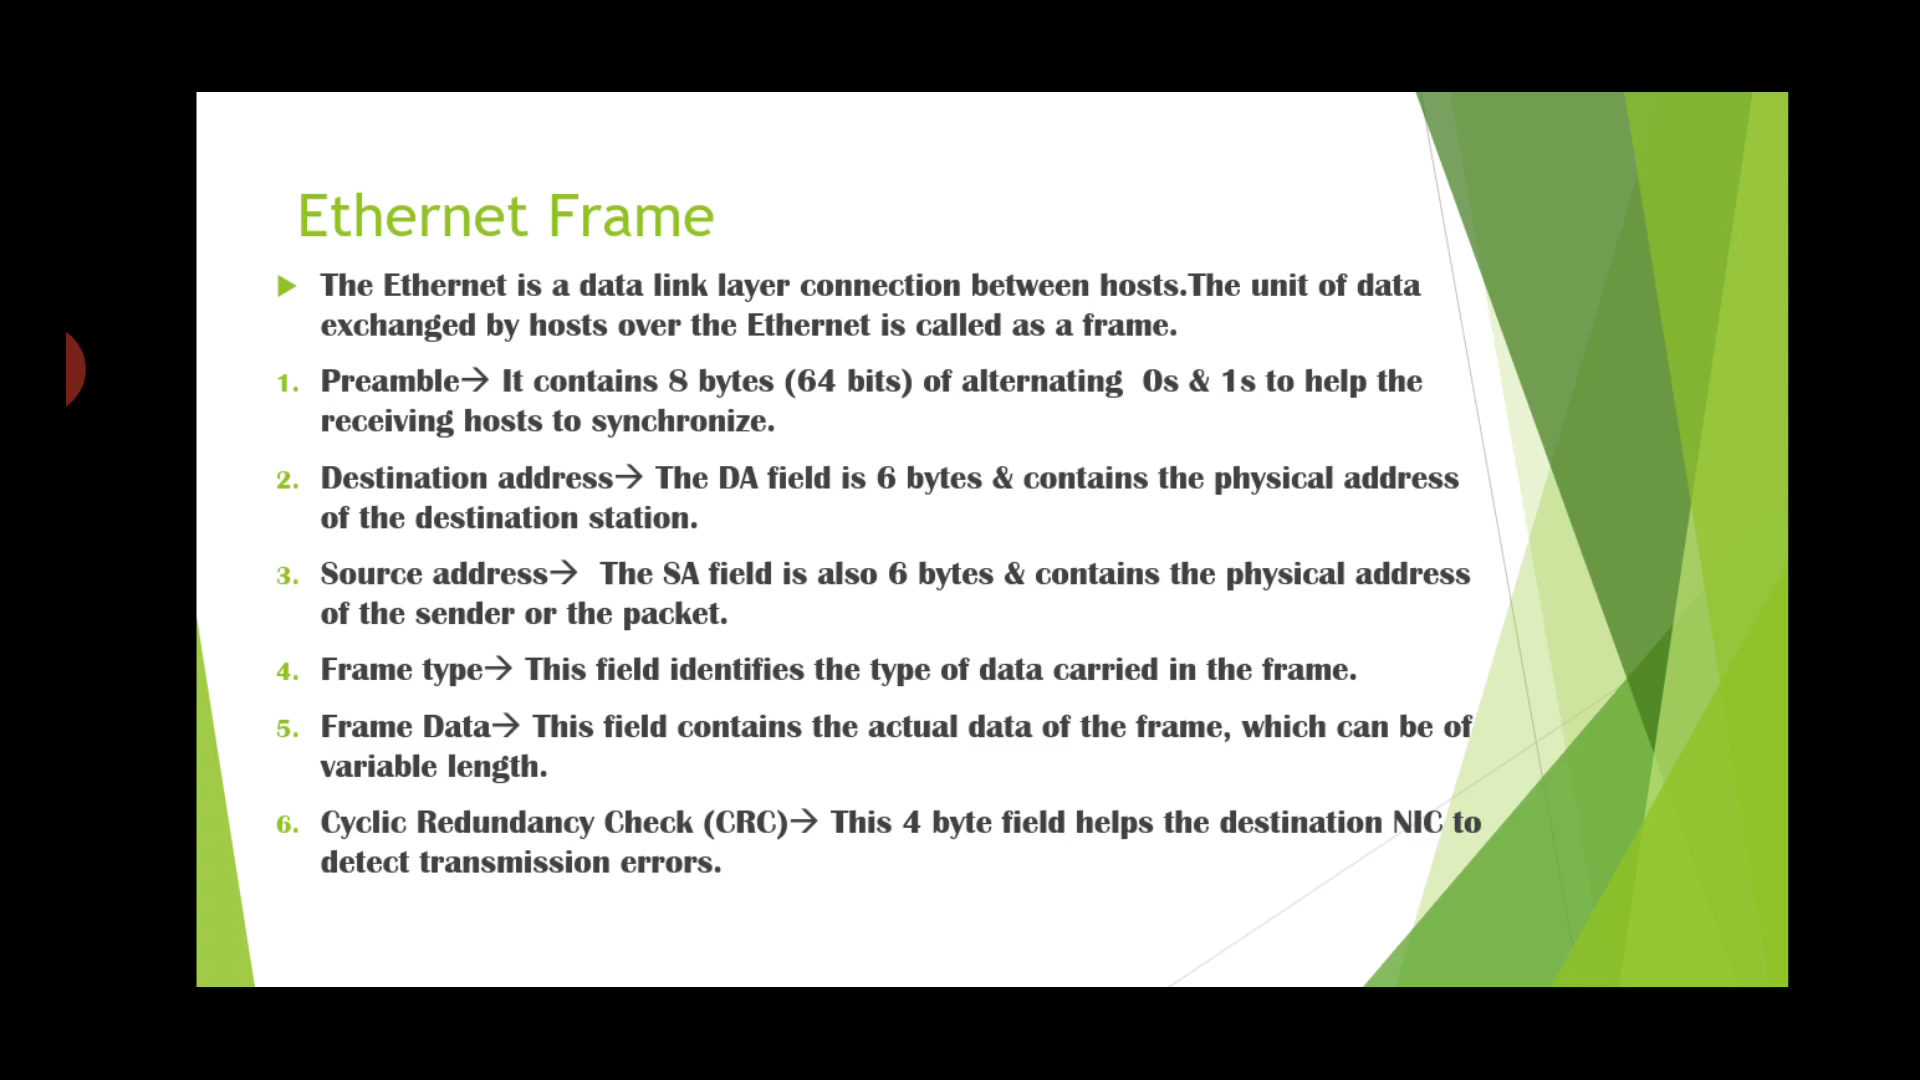 Ethernet Frame
The Ethernet is a data link layer connection between hosts.The unit of data
exchanged by hosts over the Ethernet is called as a frame.
1. Preamble→ It contains 8 bytes (64 bits) of alternating 0s & 1s to help the
receiving hosts to synchronize.
2. Destination address→ The DA field is 6 bytes & contains the physical address
of the destination station.
3. Source address→ The SA field is also 6 bytes & contains the physical address
of the sender or the packet.
4. Frame type→ This field identifies the type of data carried in the frame.
5. Frame Data→ This field contains the actual data of the frame, which can be of
variable length.
6. Cyclic Redundancy Check (CRC)→ This 4 byte field helps the destination NIC to
detect transmission errors.